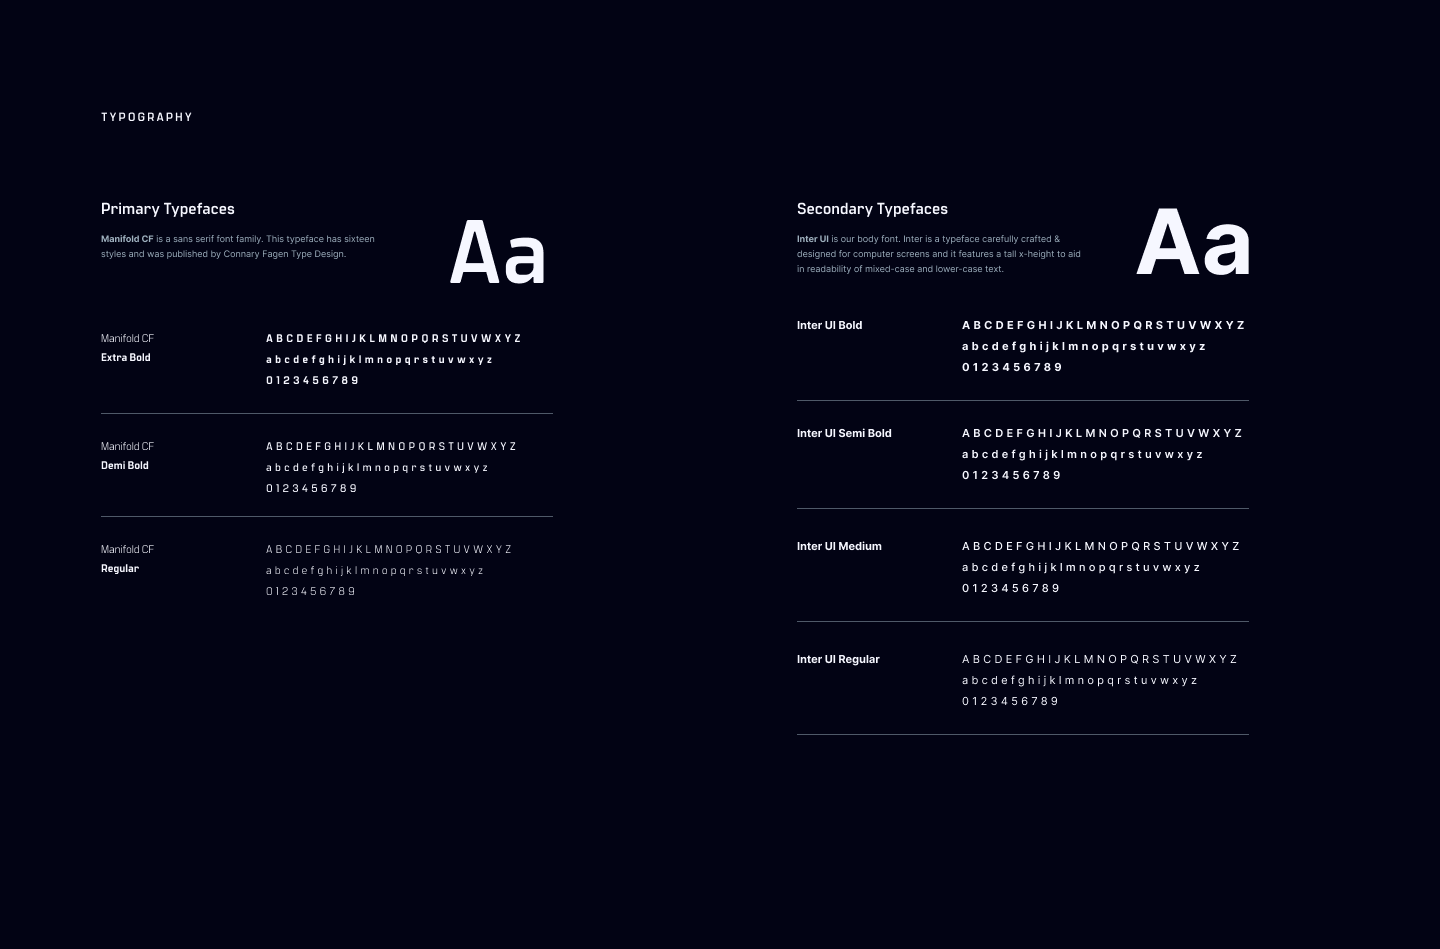 TYPOGRAPHY
Primary Typefaces
Manifold CF is a sans serif font family. This typeface has sixteen
styles and was published by Connary Fagen Type Design.
Aa
Manifold CF
Extra Bold
A B C D E F G H I J K L M N O P Q R S T U V W X Y Z
a b c d e f g h i j k l m n o p q r s t u v w x y z
0 1 2 3 4 5 6 7 8 9
Manifold CF
Demi Bold
A B C D E F G H I J K L M N O P Q R S T U V W X Y Z
a b c d e f g h i j k l m n o p q r s t u v w x y z
0 1 2 3 4 5 6 7 8 9
Manifold CF
Regular
A B C D E F G H I J K L M N O P Q R S T U V W X Y Z
a b c d e f g h i j k l m n o p q r s t u v w x y z
0 1 2 3 4 5 6 7 8 9
Secondary Typefaces
Inter UI is our body font. Inter is a typeface carefully crafted &
designed for computer screens and it features a tall x-height to aid
in readability of mixed-case and lower-case text.
Aa
Inter UI Bold
A B C D E F G H I J K L M N O P Q R S T U V W X Y Z
a b c d e f g h i j k l m n o p q r s t u v w x y z
0 1 2 3 4 5 6 7 8 9
Inter UI Semi Bold
A B C D E F G H I J K L M N O P Q R S T U V W X Y Z
a b c d e f g h i j k l m n o p q r s t u v w x y z
0 1 2 3 4 5 6 7 8 9
Inter UI Medium
A B C D E F G H I J K L M N O P Q R S T U V W X Y Z
a b c d e f g h i j k l m n o p q r s t u v w x y z
0 1 2 3 4 5 6 7 8 9
Inter UI Regular
A B C D E F G H I J K L M N O P Q R S T U V W X Y Z
a b c d e f g h i j k l m n o p q r s t u v w x y z
0 1 2 3 4 5 6 7 8 9